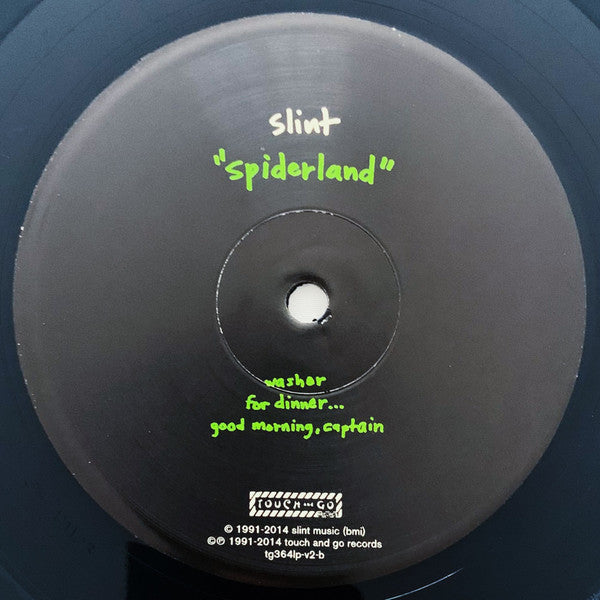 slint
"spiderland"
washer
for dinner...
good morning, captain
TOUCH AND GO
© 1991-2014 slint music (bmi)
©℗ 1991-2014 touch and go records
tg364lp-v2-b